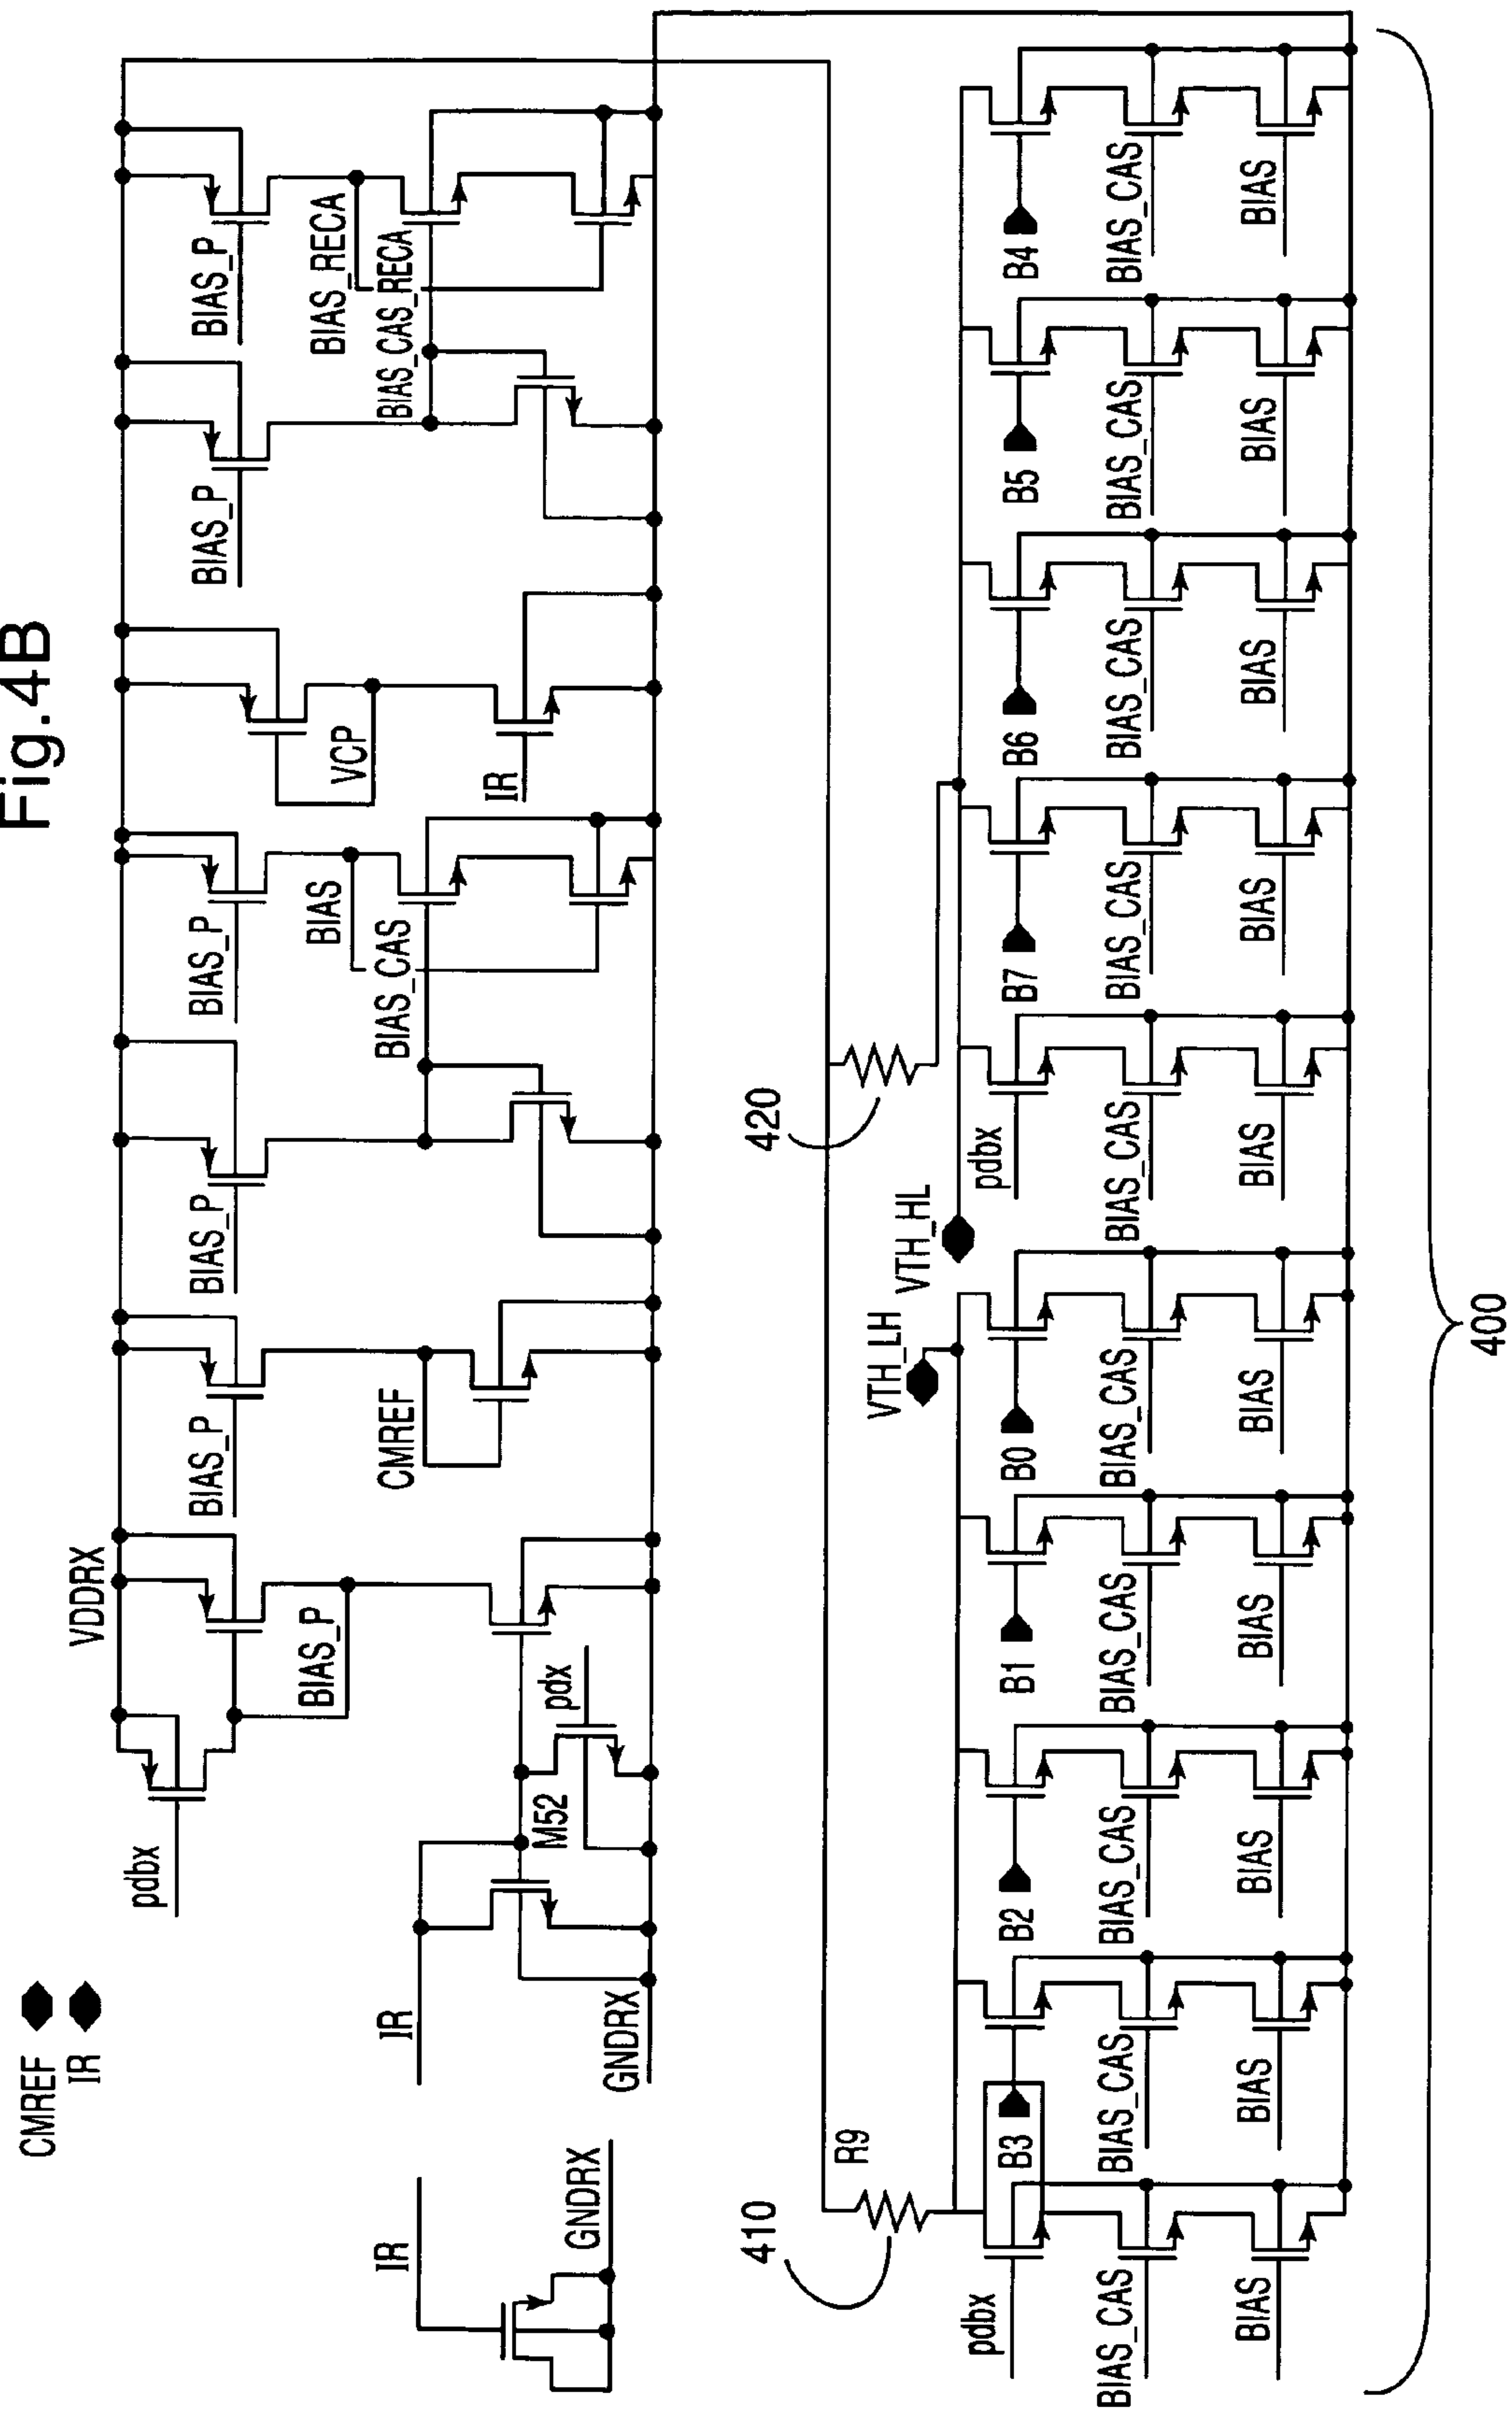 Fig.4B
CMREF
IR
VDDRX
pdbx
BIAS_P
BIAS_P
CMREF
BIAS_P
BIAS_P
BIAS
BIAS_CAS
VCP
IR
BIAS_P
BIAS_P
BIAS_RECA
BIAS_CAS_RECA
IR
M52
pdx
GNDRX
IR
GNDRX
410
R9
420
VTH_LH
VTH_HL
pdbx
B3
B2
B1
B0
pdbx
B7
B6
B5
B4
BIAS_CAS
BIAS_CAS
BIAS_CAS
BIAS_CAS
BIAS_CAS
BIAS_CAS
BIAS_CAS
BIAS_CAS
BIAS_CAS
BIAS_CAS
BIAS
BIAS
BIAS
BIAS
BIAS
BIAS
BIAS
BIAS
BIAS
BIAS
400